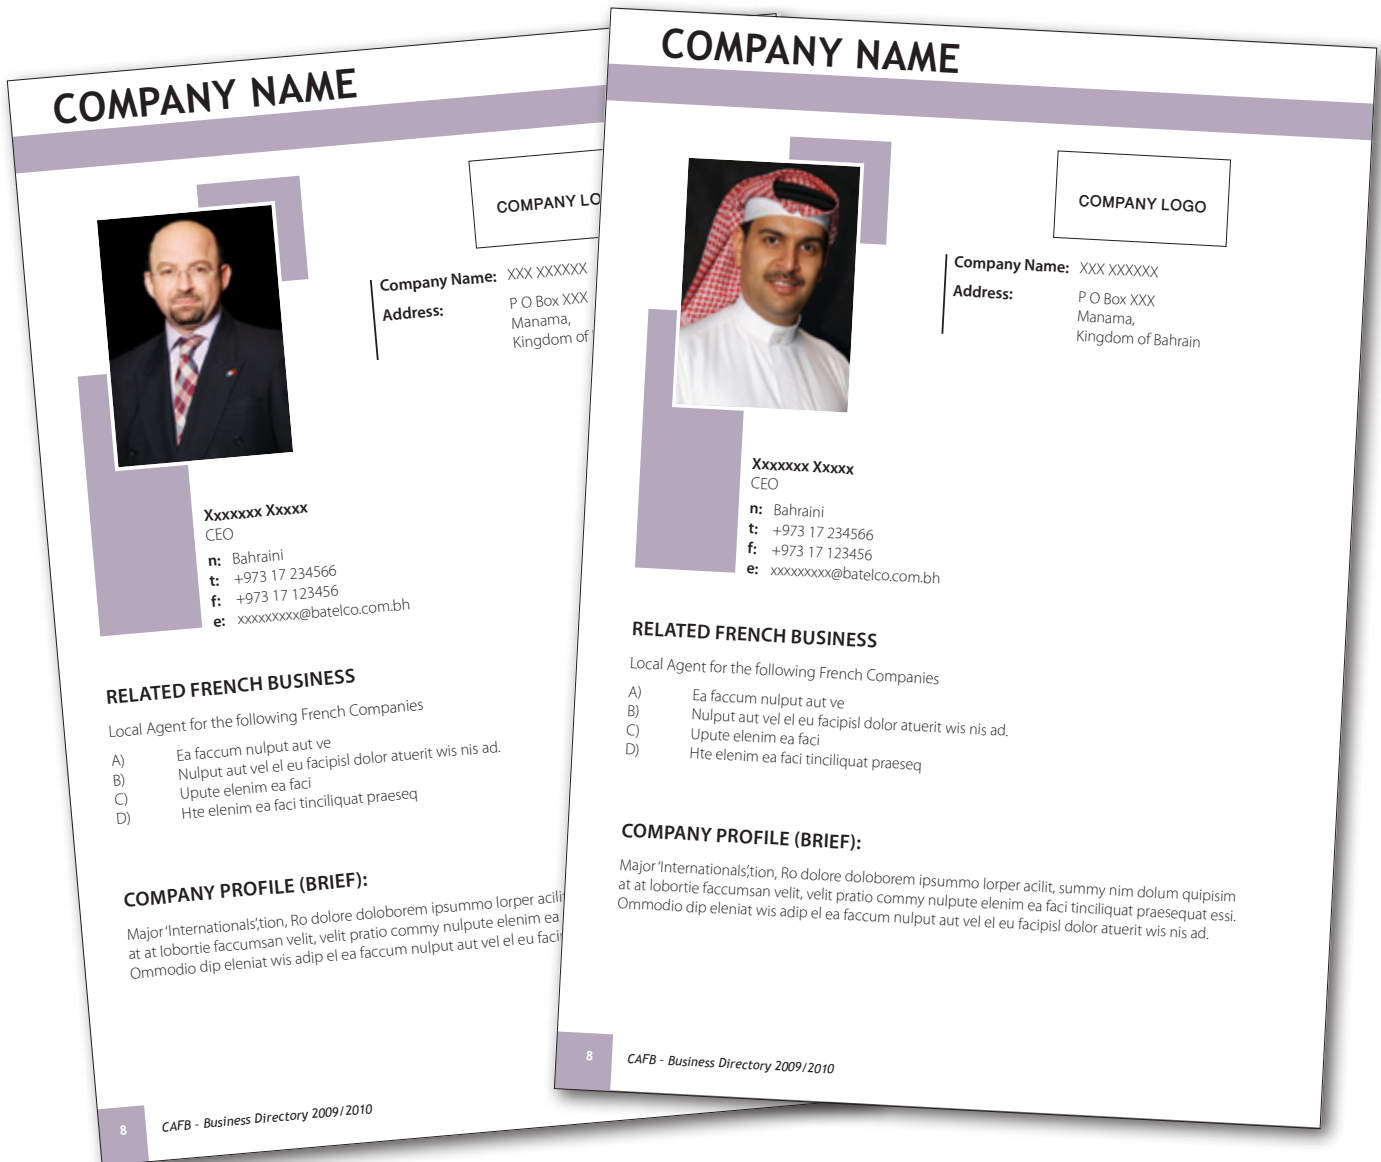 COMPANY NAME
COMPANY LO
Company Name: XXX XXXXXX
Address: P O Box XXX
Manama,
Kingdom of
Xxxxxxx Xxxxx
CEO
n: Bahraini
t: +973 17 234566
f: +973 17 123456
e: xxxxxxxxx@batelco.com.bh
RELATED FRENCH BUSINESS
Local Agent for the following French Companies
A) Ea faccum nulput aut ve
B) Nulput aut vel el eu facipisl dolor atuerit wis nis ad.
C) Upute elenim ea faci
D) Hte elenim ea faci tinciliquat praeseq
COMPANY PROFILE (BRIEF):
Major 'Internationals',tion, Ro dolore doloborem ipsummo lorper acili
at at lobortie faccumsan velit, velit pratio commy nulpute elenim ea
Ommodio dip eleniat wis adip el ea faccum nulput aut vel el eu faci
8 CAFB - Business Directory 2009/2010
COMPANY NAME
COMPANY LOGO
Company Name: XXX XXXXXX
Address: P O Box XXX
Manama,
Kingdom of Bahrain
Xxxxxxx Xxxxx
CEO
n: Bahraini
t: +973 17 234566
f: +973 17 123456
e: xxxxxxxxx@batelco.com.bh
RELATED FRENCH BUSINESS
Local Agent for the following French Companies
A) Ea faccum nulput aut ve
B) Nulput aut vel el eu facipisl dolor atuerit wis nis ad.
C) Upute elenim ea faci
D) Hte elenim ea faci tinciliquat praeseq
COMPANY PROFILE (BRIEF):
Major 'Internationals',tion, Ro dolore doloborem ipsummo lorper acilit, summy nim dolum quipisim
at at lobortie faccumsan velit, velit pratio commy nulpute elenim ea faci tinciliquat praesequat essi.
Ommodio dip eleniat wis adip el ea faccum nulput aut vel el eu facipisl dolor atuerit wis nis ad.
8 CAFB - Business Directory 2009/2010